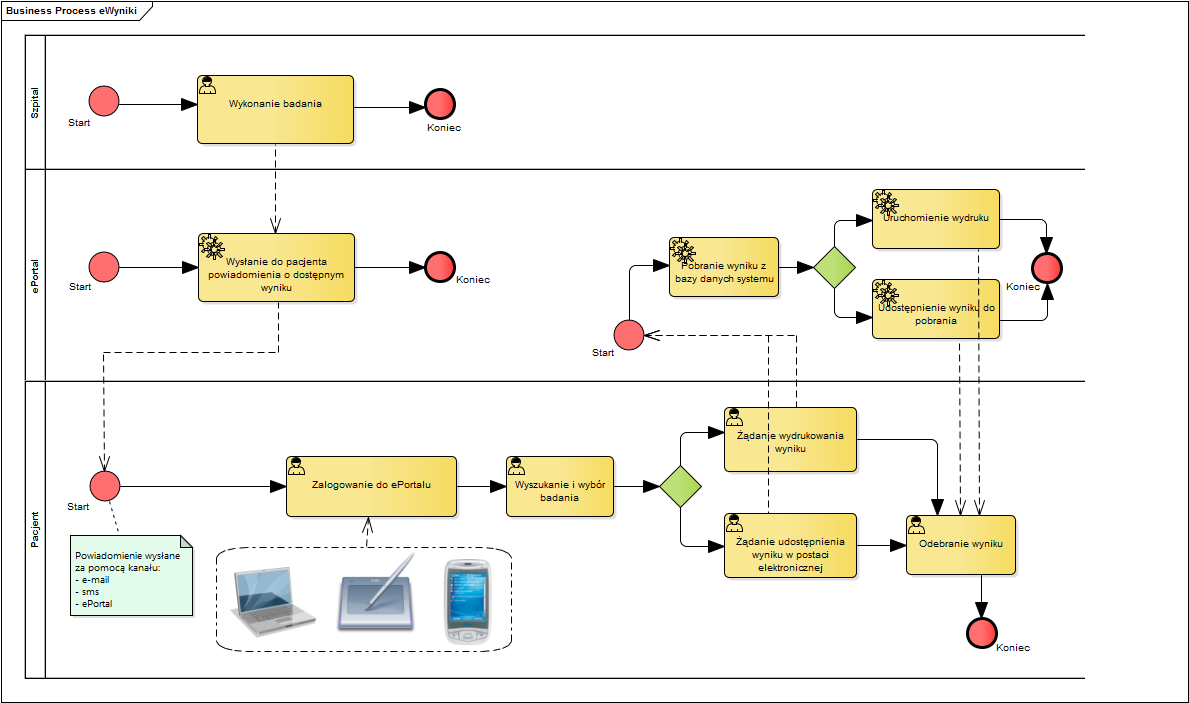 Business Process eWyniki
Szpital
Start
Wykonanie badania
Koniec
ePortal
Start
Wysłanie do pacjenta
powiadomienia o dostępnym
wyniku
Koniec
Start
Pobranie wyniku z
bazy danych systemu
Uruchomienie wydruku
Udostępnienie wyniku do
pobrania
Koniec
Pacjent
Start
Powiadomienie wysłane
za pomocą kanału:
- e-mail
- sms
- ePortal
Zalogowanie do ePortalu
Wyszukanie i wybór
badania
Żądanie wydrukowania
wyniku
Żądanie udostępnienia
wyniku w postaci
elektronicznej
Odebranie wyniku
Koniec